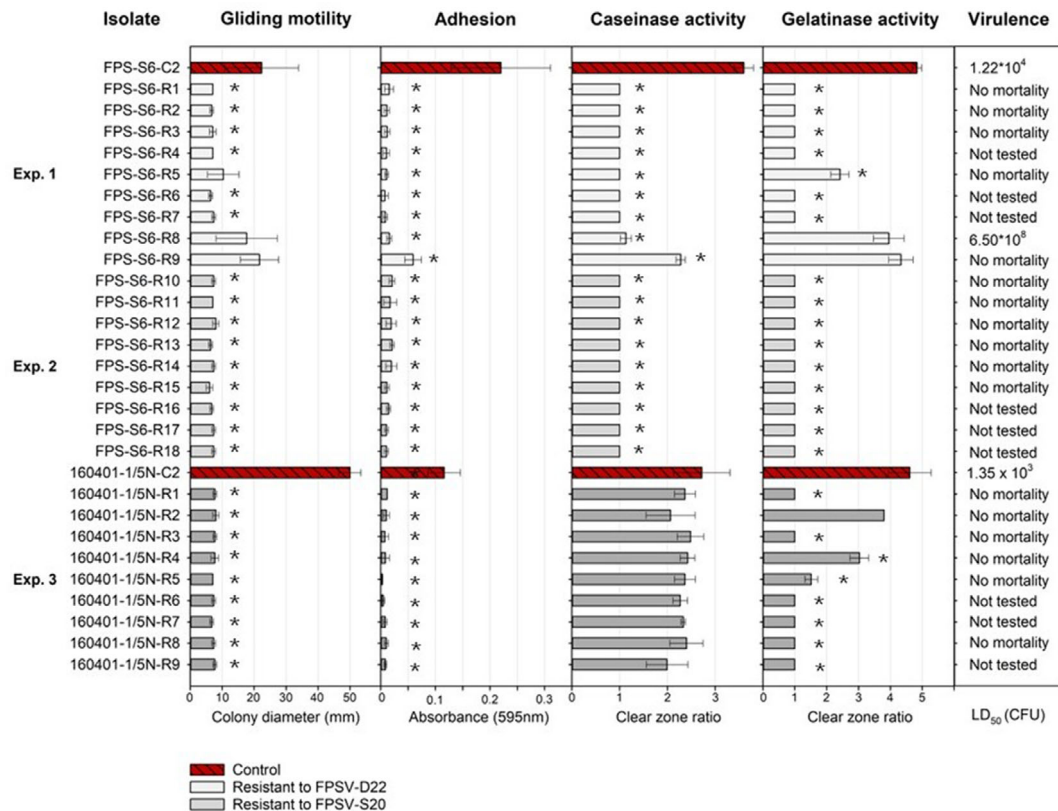 Isolate Gliding motility Adhesion Caseinase activity Gelatinase activity Virulence
FPS-S6-C2 1.22*10⁴
FPS-S6-R1 * * * * No mortality
FPS-S6-R2 * * * * No mortality
FPS-S6-R3 * * * * No mortality
FPS-S6-R4 * * * * Not tested
Exp. 1 FPS-S6-R5 * * * No mortality
FPS-S6-R6 * * * * Not tested
FPS-S6-R7 * * * * Not tested
FPS-S6-R8 * * 6.50*10⁸
FPS-S6-R9 * * No mortality
FPS-S6-R10 * * * * No mortality
FPS-S6-R11 * * * * No mortality
FPS-S6-R12 * * * * No mortality
FPS-S6-R13 * * * * No mortality
Exp. 2 FPS-S6-R14 * * * * No mortality
FPS-S6-R15 * * * * No mortality
FPS-S6-R16 * * * * Not tested
FPS-S6-R17 * * * * Not tested
FPS-S6-R18 * * * * Not tested
160401-1/5N-C2 * 1.35 x 10³
160401-1/5N-R1 * * * No mortality
160401-1/5N-R2 * * No mortality
160401-1/5N-R3 * * * No mortality
160401-1/5N-R4 * * * No mortality
Exp. 3 160401-1/5N-R5 * * * No mortality
160401-1/5N-R6 * * * Not tested
160401-1/5N-R7 * * * Not tested
160401-1/5N-R8 * * * No mortality
160401-1/5N-R9 * * * Not tested
0 10 20 30 40 50 0 0.1 0.2 0.3 0 1 2 3 0 1 2 3 4 5
Colony diameter (mm) Absorbance (595nm) Clear zone ratio Clear zone ratio LD₅₀ (CFU)
Control
Resistant to FPSV-D22
Resistant to FPSV-S20